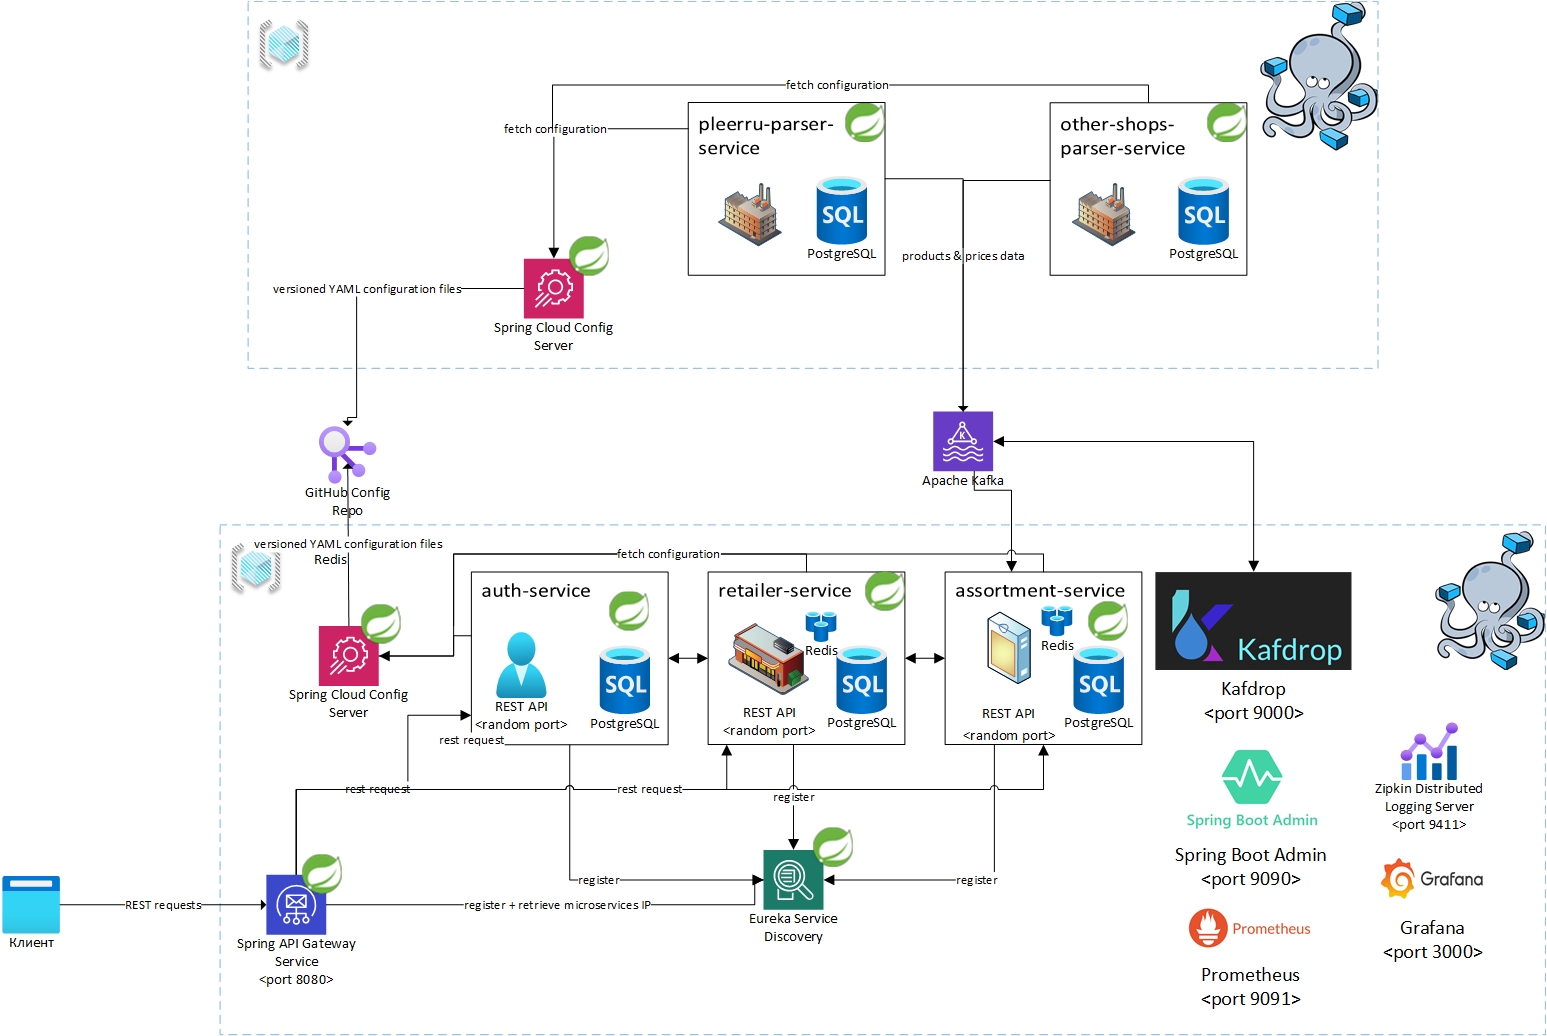 fetch configuration
fetch configuration
pleerru-parser-
service
SQL
PostgreSQL
other-shops-
parser-service
SQL
PostgreSQL
products & prices data
versioned YAML configuration files
Spring Cloud Config
Server
K
Apache Kafka
GitHub Config
Repo
versioned YAML configuration files
Redis
fetch configuration
Spring Cloud Config
Server
auth-service
SQL
REST API
<random port>
PostgreSQL
rest request
retailer-service
Redis
SQL
REST API
<random port>
PostgreSQL
assortment-service
Redis
SQL
REST API
<random port>
PostgreSQL
Kafdrop
Kafdrop
<port 9000>
rest request
rest request
register
register
register
REST requests
register + retrieve microservices IP
Клиент
Spring API Gateway
Service
<port 8080>
Eureka Service
Discovery
Spring Boot Admin
Spring Boot Admin
<port 9090>
Zipkin Distributed
Logging Server
<port 9411>
Prometheus
Prometheus
<port 9091>
Grafana
Grafana
<port 3000>